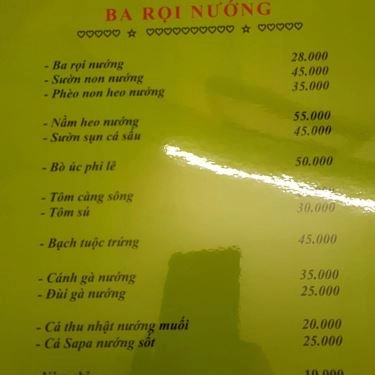 BA RỌI NƯỚNG
♡♡♡♡♡ ☆ ♡♡♡♡♡♡♡♡♡♡ ☆ ♡♡♡♡♡
- Ba rọi nướng 28.000
- Sườn non nướng 45.000
- Phèo non heo nướng 35.000
- Nầm heo nướng 55.000
- Sườn sụn cá sấu 45.000
- Bò úc phi lê 50.000
- Tôm càng sông
- Tôm sú 30.000
- Bạch tuộc trứng 45.000
- Cánh gà nướng 35.000
- Đùi gà nướng 25.000
- Cá thu nhật nướng muối 20.000
- Cá Sapa nướng sốt 25.000